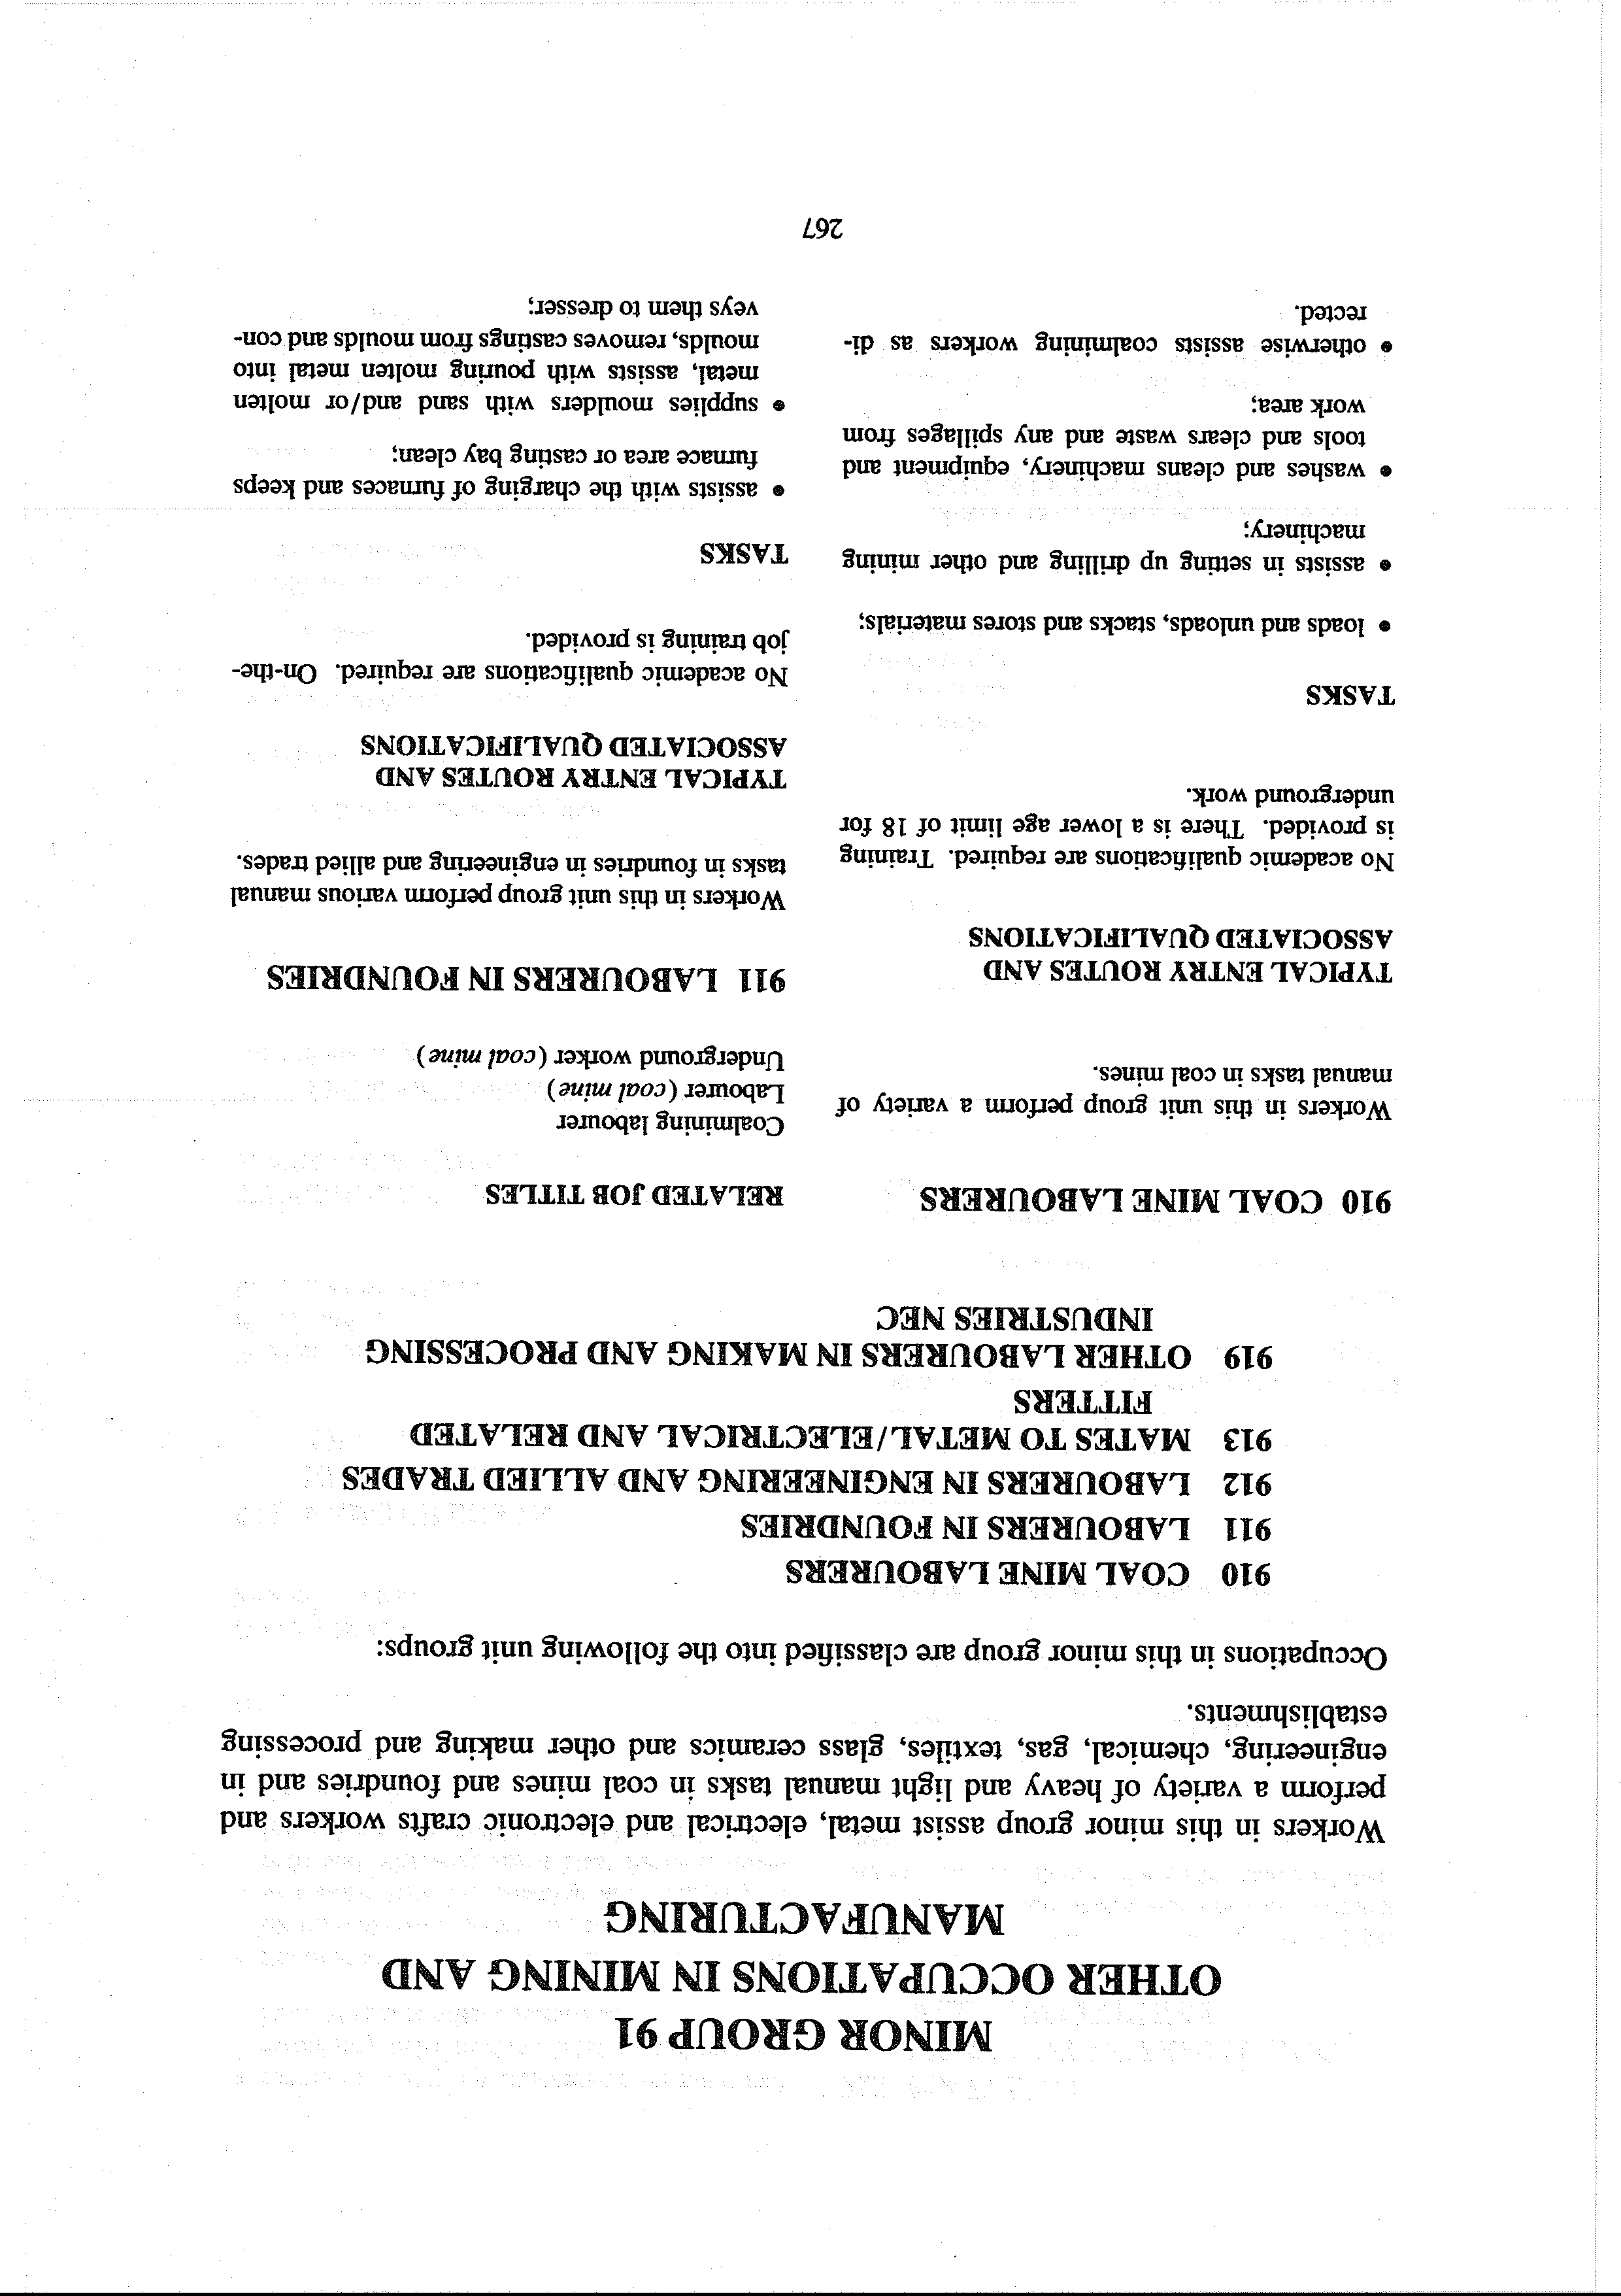 MINOR GROUP 91
OTHER OCCUPATIONS IN MINING AND
MANUFACTURING
Workers in this minor group assist metal, electrical and electronic crafts workers and
perform a variety of heavy and light manual tasks in coal mines and foundries and in
engineering, chemical, gas, textiles, glass ceramics and other making and processing
establishments.
Occupations in this minor group are classified into the following unit groups:
910 COAL MINE LABOURERS
911 LABOURERS IN FOUNDRIES
912 LABOURERS IN ENGINEERING AND ALLIED TRADES
913 MATES TO METAL/ELECTRICAL AND RELATED
FITTERS
919 OTHER LABOURERS IN MAKING AND PROCESSING
INDUSTRIES NEC
910 COAL MINE LABOURERS
Workers in this unit group perform a variety of
manual tasks in coal mines.
TYPICAL ENTRY ROUTES AND
ASSOCIATED QUALIFICATIONS
No academic qualifications are required. Training
is provided. There is a lower age limit of 18 for
underground work.
TASKS
• loads and unloads, stacks and stores materials;
• assists in setting up drilling and other mining
machinery;
• washes and cleans machinery, equipment and
tools and clears waste and any spillages from
work area;
• otherwise assists coalmining workers as di-
rected.
RELATED JOB TITLES
Coalmining labourer
Labourer (coal mine)
Underground worker (coal mine)
911 LABOURERS IN FOUNDRIES
Workers in this unit group perform various manual
tasks in foundries in engineering and allied trades.
TYPICAL ENTRY ROUTES AND
ASSOCIATED QUALIFICATIONS
No academic qualifications are required. On-the-
job training is provided.
TASKS
• assists with the charging of furnaces and keeps
furnace area or casting bay clean;
• supplies moulders with sand and/or molten
metal, assists with pouring molten metal into
moulds, removes castings from moulds and con-
veys them to dresser;
267